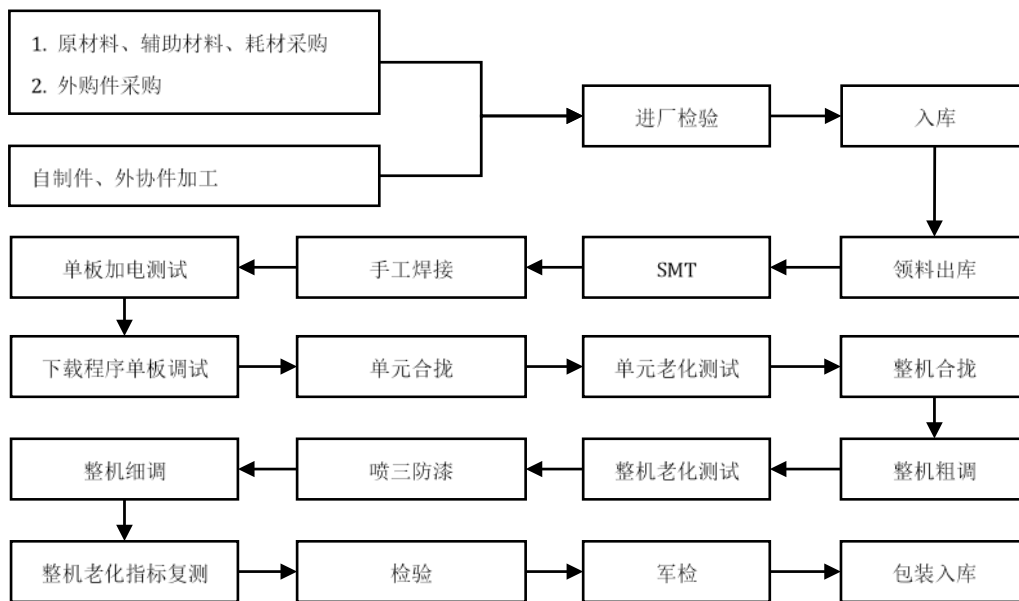 1. 原材料、辅助材料、耗材采购
2. 外购件采购
进厂检验
入库
自制件、外协件加工
单板加电测试
手工焊接
SMT
领料出库
下载程序单板调试
单元合拢
单元老化测试
整机合拢
整机细调
喷三防漆
整机老化测试
整机粗调
整机老化指标复测
检验
军检
包装入库